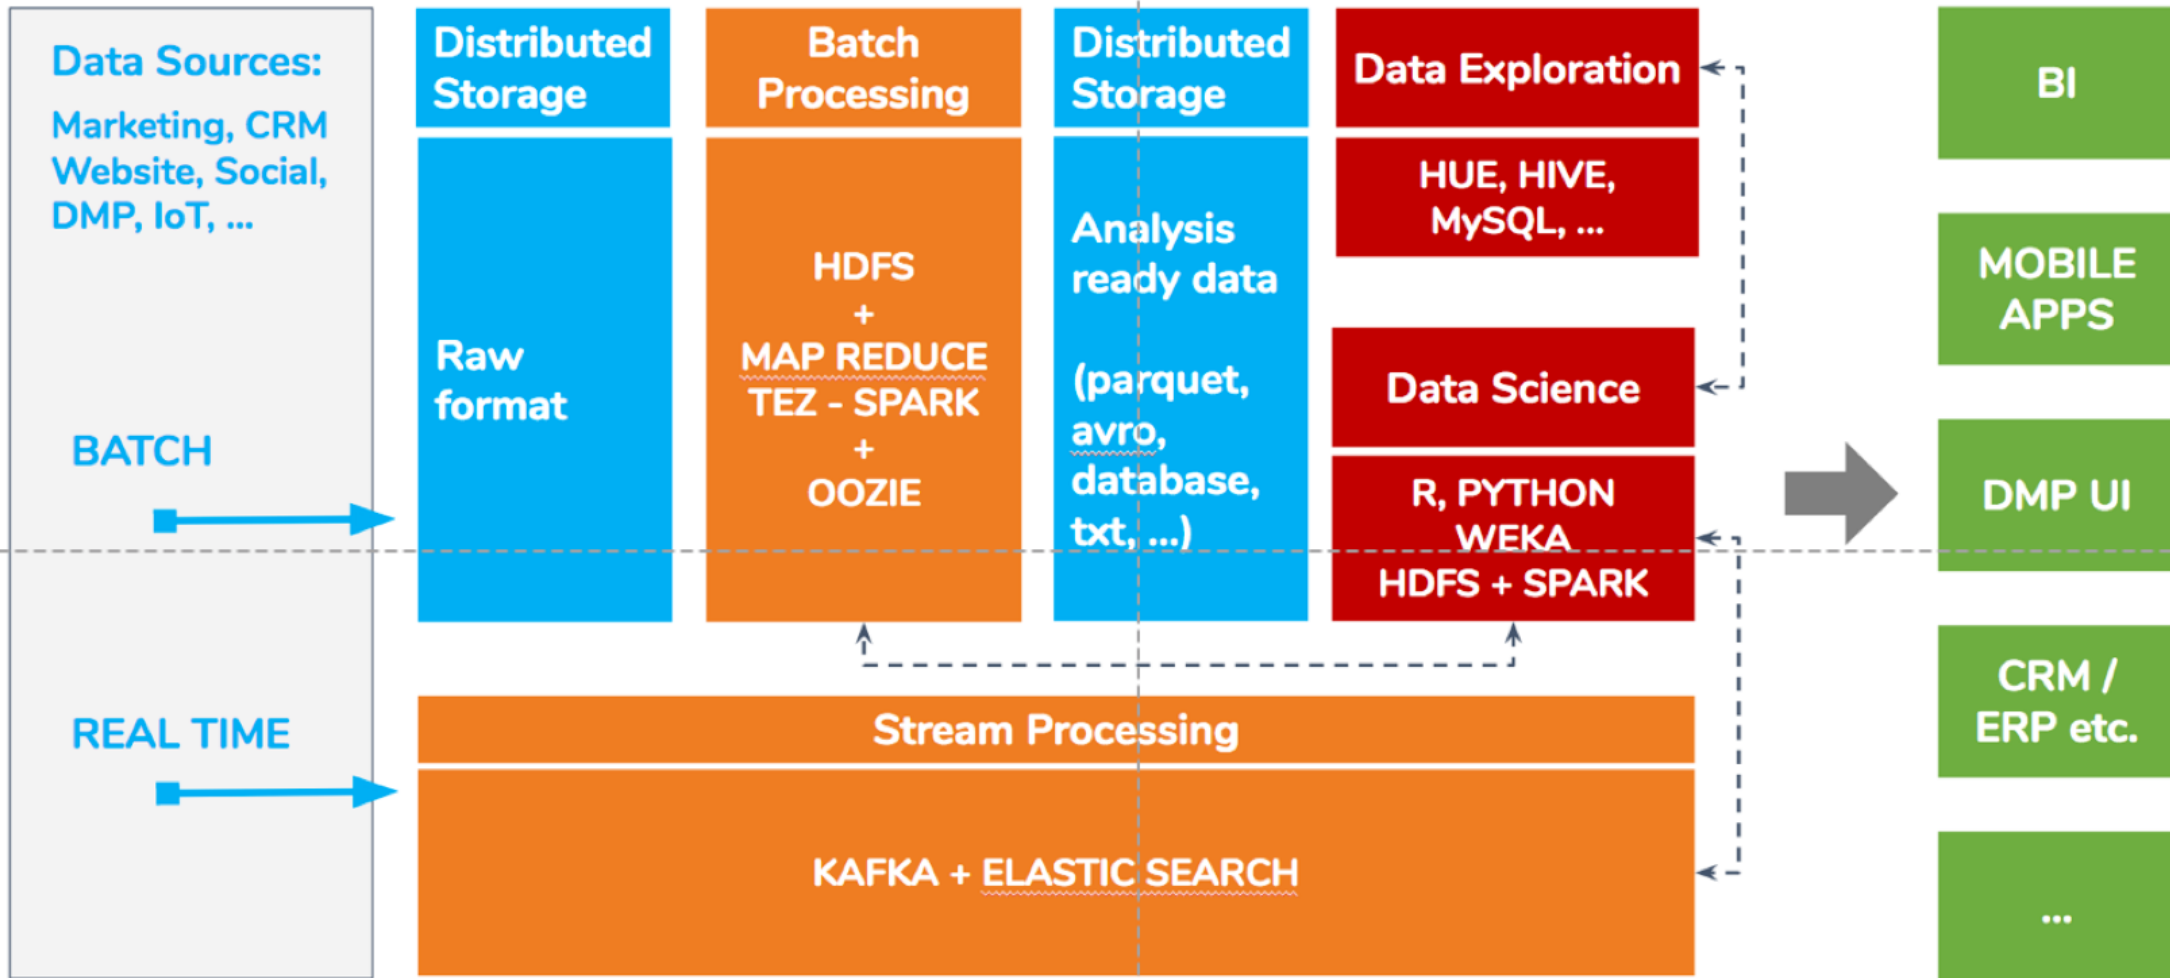 Data Sources:
Marketing, CRM
Website, Social,
DMP, IoT, ...
BATCH
REAL TIME
Distributed
Storage
Raw
format
Batch
Processing
HDFS
+
MAP REDUCE
TEZ - SPARK
+
OOZIE
Distributed
Storage
Analysis
ready data
(parquet,
avro,
database,
txt, ...)
Data Exploration
HUE, HIVE,
MySQL, ...
Data Science
R, PYTHON
WEKA
HDFS + SPARK
Stream Processing
KAFKA + ELASTIC SEARCH
BI
MOBILE
APPS
DMP UI
CRM /
ERP etc.
...